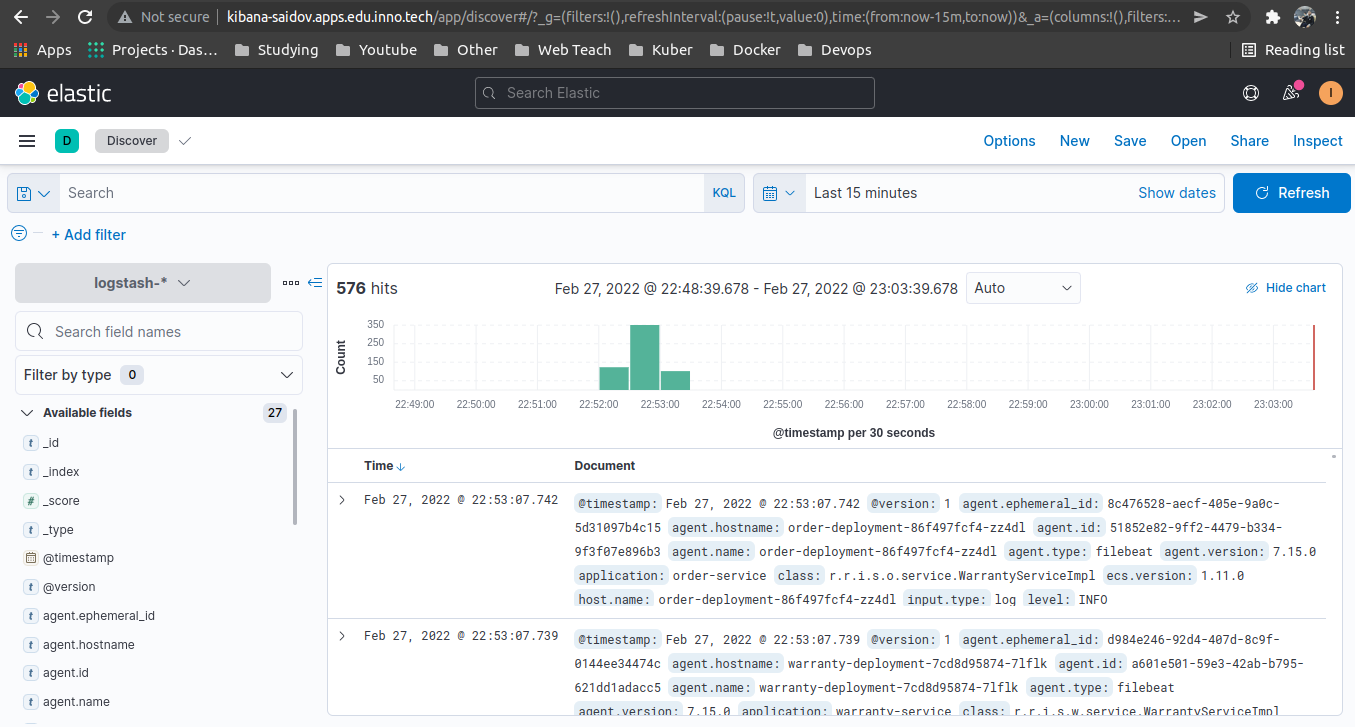 Not secure kibana-saidov.apps.edu.inno.tech/app/discover#/?_g=(filters:!(),refreshInterval:(pause:!t,value:0),time:(from:now-15m,to:now))&_a=(columns:!(),filters:...
Apps Projects · Das... Studying Youtube Other Web Teach Kuber Docker Devops Reading list
elastic Search Elastic I
D Discover Options New Save Open Share Inspect
Search KQL Last 15 minutes Show dates Refresh
+ Add filter
logstash-*
576 hits Feb 27, 2022 @ 22:48:39.678 - Feb 27, 2022 @ 23:03:39.678 Auto Hide chart
Search field names
Filter by type 0
Available fields 27
t _id
t _index
# _score
t _type
@timestamp
t @version
t agent.ephemeral_id
t agent.hostname
t agent.id
t agent.name
Count
350
250
150
50
22:49:00 22:50:00 22:51:00 22:52:00 22:53:00 22:54:00 22:55:00 22:56:00 22:57:00 22:58:00 22:59:00 23:00:00 23:01:00 23:02:00 23:03:00
@timestamp per 30 seconds
Time Document
Feb 27, 2022 @ 22:53:07.742 @timestamp: Feb 27, 2022 @ 22:53:07.742 @version: 1 agent.ephemeral_id: 8c476528-aecf-405e-9a0c-
5d31097b4c15 agent.hostname: order-deployment-86f497fcf4-zz4dl agent.id: 51852e82-9ff2-4479-b334-
9f3f07e896b3 agent.name: order-deployment-86f497fcf4-zz4dl agent.type: filebeat agent.version: 7.15.0
application: order-service class: r.r.i.s.o.service.WarrantyServiceImpl ecs.version: 1.11.0
host.name: order-deployment-86f497fcf4-zz4dl input.type: log level: INFO
Feb 27, 2022 @ 22:53:07.739 @timestamp: Feb 27, 2022 @ 22:53:07.739 @version: 1 agent.ephemeral_id: d984e246-92d4-407d-8c9f-
0144ee34474c agent.hostname: warranty-deployment-7cd8d95874-7lflk agent.id: a601e501-59e3-42ab-b795-
621dd1adacc5 agent.name: warranty-deployment-7cd8d95874-7lflk agent.type: filebeat
agent.version: 7.15.0 application: warranty-service class: r.r.i.s.w.service.WarrantyServiceImpl